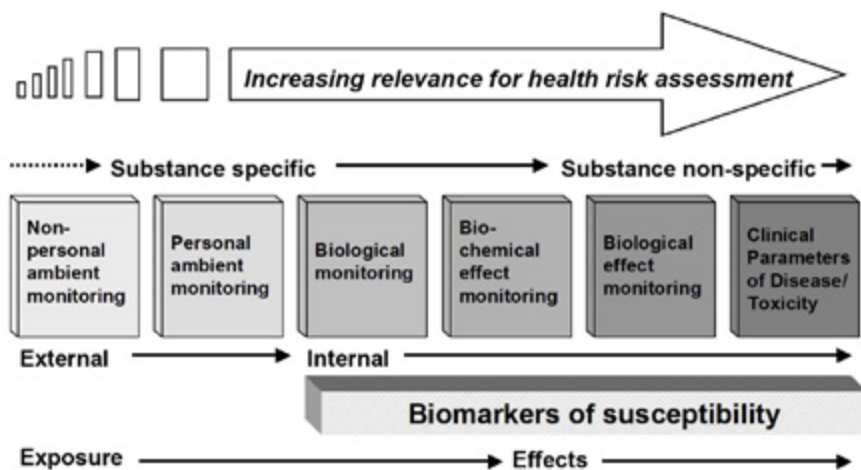 Increasing relevance for health risk assessment
Substance specific
Substance non-specific
Non-
personal
ambient
monitoring
Personal
ambient
monitoring
Biological
monitoring
Bio-
chemical
effect
monitoring
Biological
effect
monitoring
Clinical
Parameters
of Disease/
Toxicity
External
Internal
Biomarkers of susceptibility
Exposure
Effects